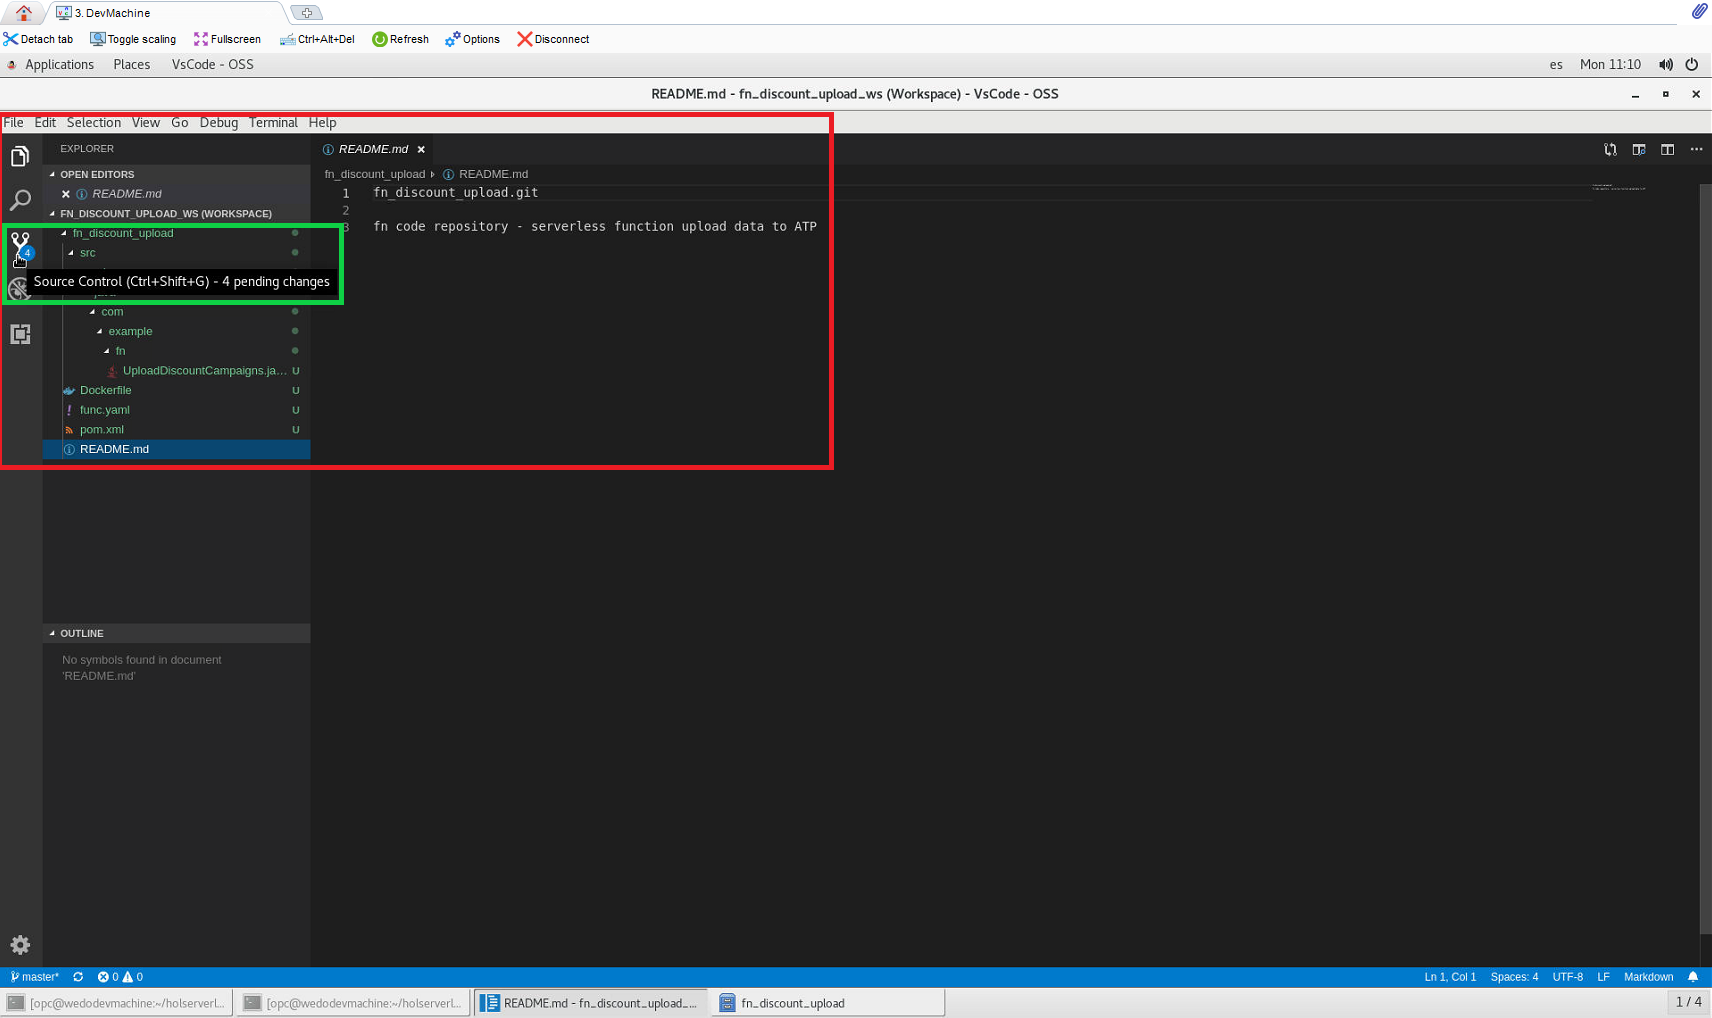 3. DevMachine
Detach tab Toggle scaling Fullscreen Ctrl+Alt+Del Refresh Options Disconnect
Applications Places VsCode - OSS es Mon 11:10
README.md - fn_discount_upload_ws (Workspace) - VsCode - OSS
File Edit Selection View Go Debug Terminal Help
EXPLORER
OPEN EDITORS
README.md
FN_DISCOUNT_UPLOAD_WS (WORKSPACE)
fn_discount_upload
src
4
Source Control (Ctrl+Shift+G) - 4 pending changes
com
example
fn
UploadDiscountCampaigns.ja... U
Dockerfile U
func.yaml U
pom.xml U
README.md
OUTLINE
No symbols found in document
'README.md'
README.md
fn_discount_upload README.md
1 fn_discount_upload.git
2
3 fn code repository - serverless function upload data to ATP
master* 0 0 Ln 1, Col 1 Spaces: 4 UTF-8 LF Markdown
[opc@wedodevmachine:~/holserverl... [opc@wedodevmachine:~/holserverl... README.md - fn_discount_upload_... fn_discount_upload 1 / 4